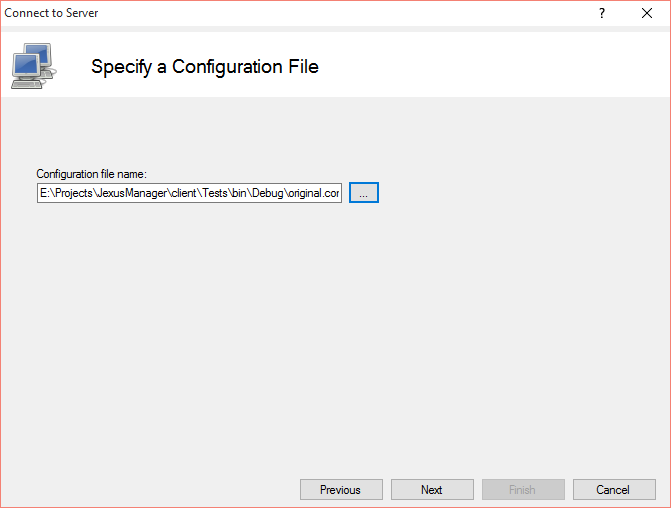 Connect to Server
?
Specify a Configuration File
Configuration file name:
E:\Projects\JexusManager\client\Tests\bin\Debug\original.cor ...
Previous Next Finish Cancel